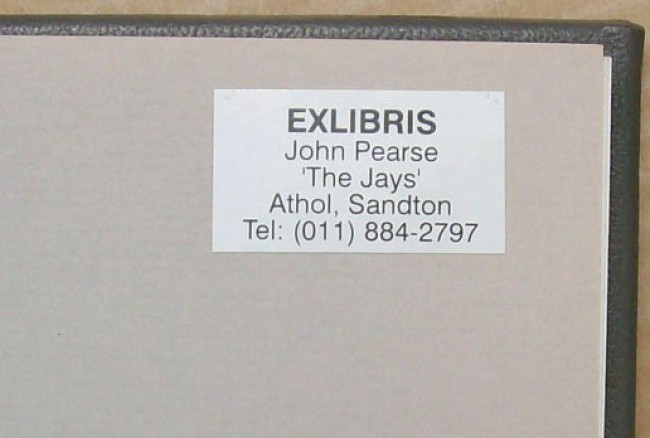 EXLIBRIS
John Pearse
'The Jays'
Athol, Sandton
Tel: (011) 884-2797